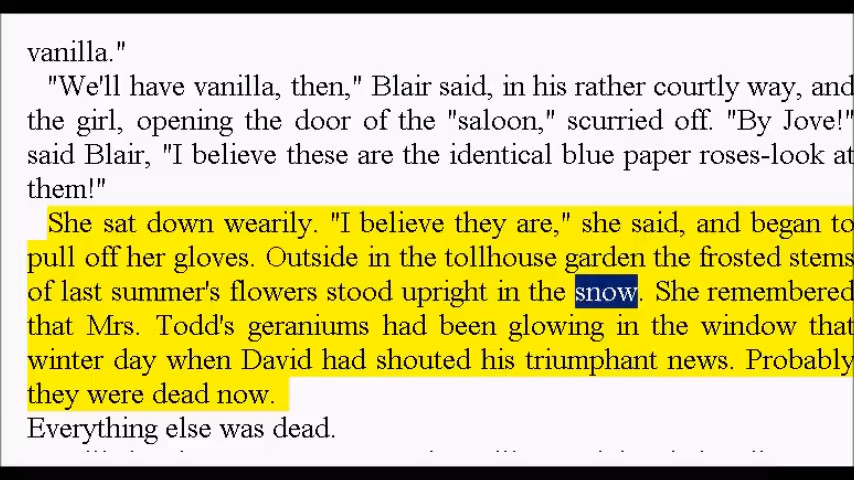 vanilla."
"We'll have vanilla, then," Blair said, in his rather courtly way, and
the girl, opening the door of the "saloon," scurried off. "By Jove!"
said Blair, "I believe these are the identical blue paper roses-look at
them!"
She sat down wearily. "I believe they are," she said, and began to
pull off her gloves. Outside in the tollhouse garden the frosted stems
of last summer's flowers stood upright in the snow. She remembered
that Mrs. Todd's geraniums had been glowing in the window that
winter day when David had shouted his triumphant news. Probably
they were dead now.
Everything else was dead.